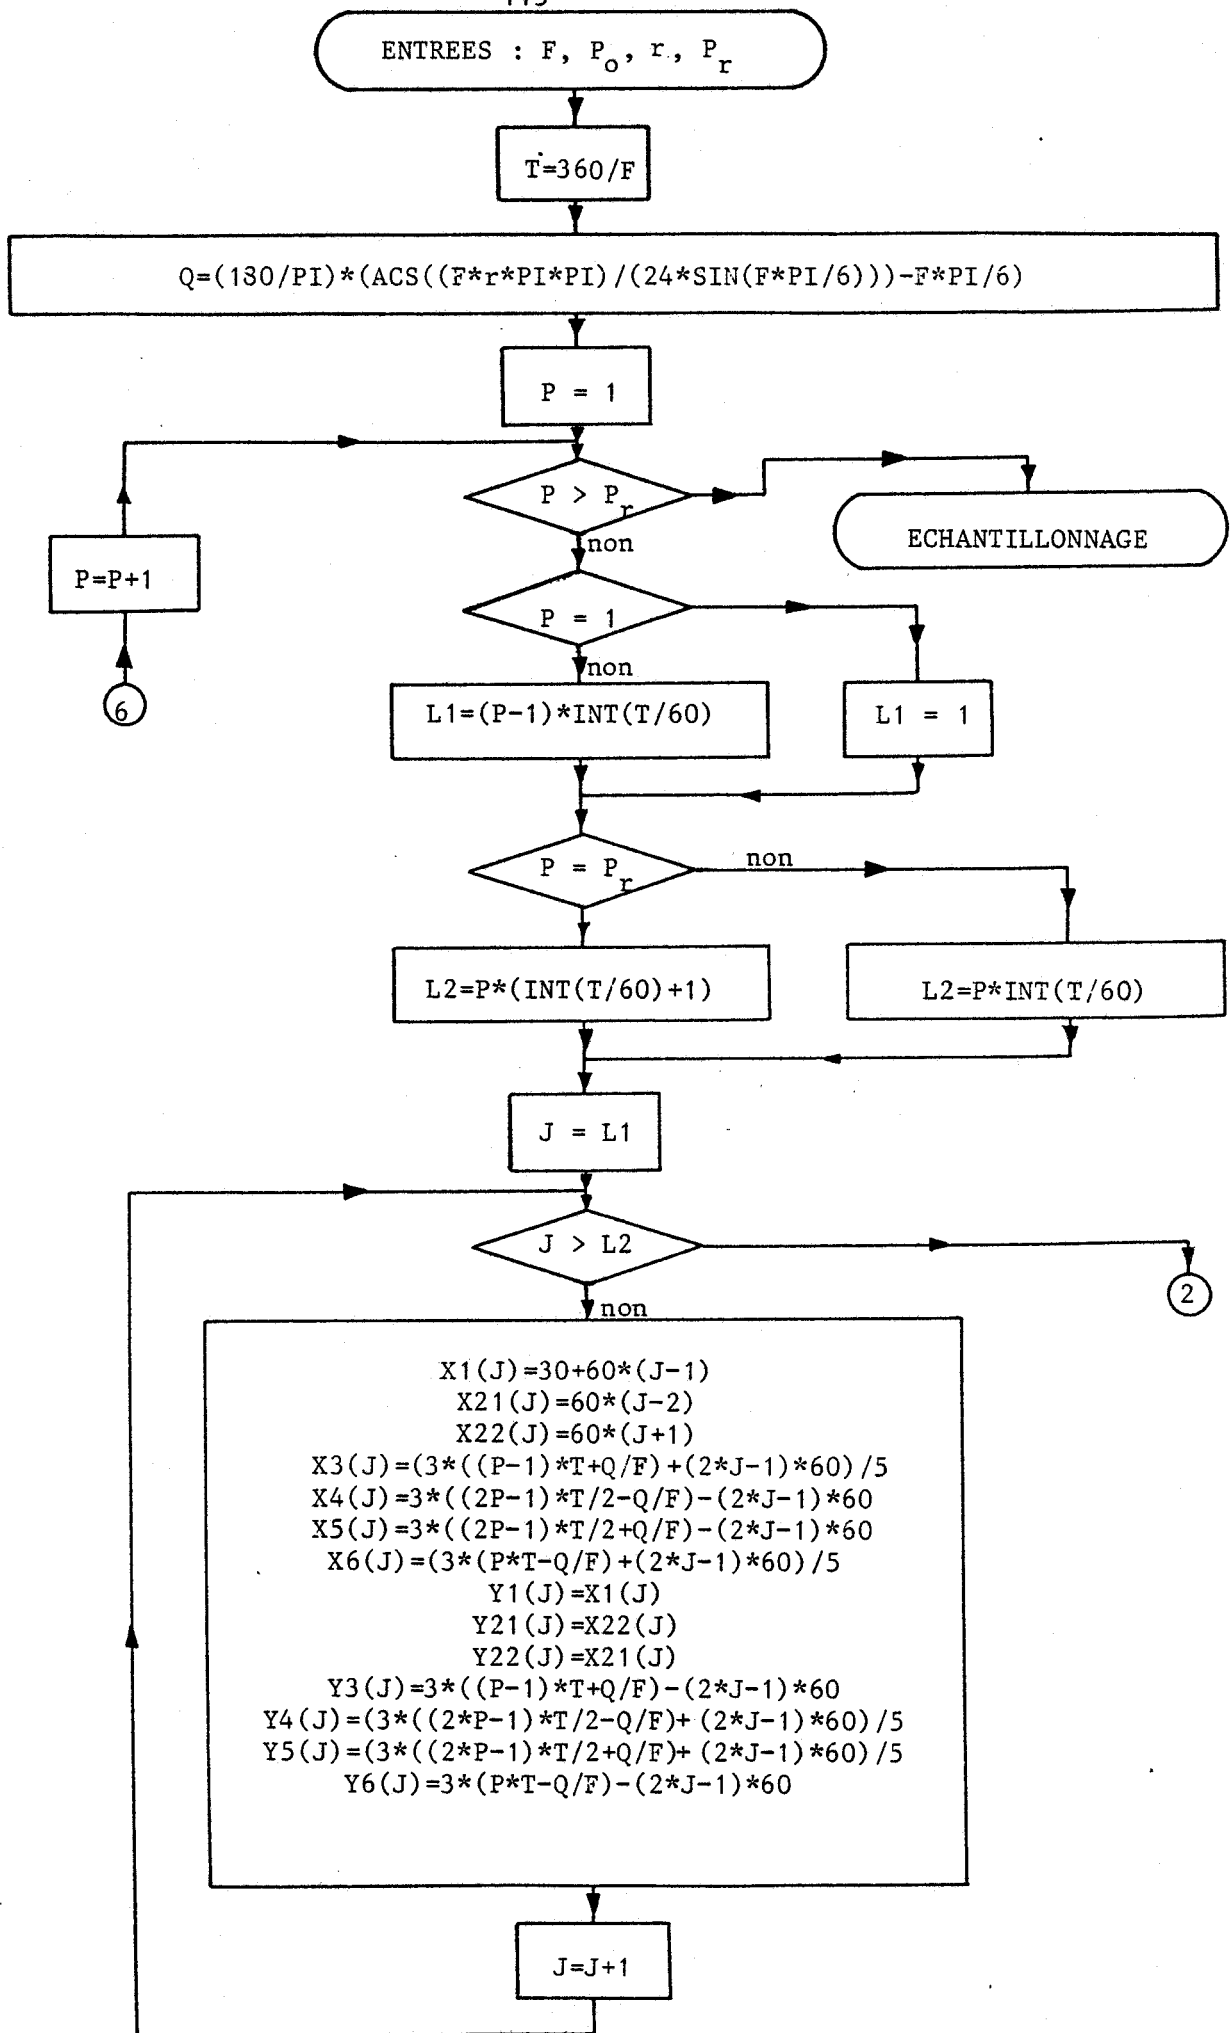 ENTREES : F, Po, r, Pr
T=360/F
Q=(180/PI)*(ACS((F*r*PI*PI)/(24*SIN(F*PI/6)))-F*PI/6)
P = 1
P > Pr
non
ECHANTILLONNAGE
P=P+1
P = 1
non
6
L1=(P-1)*INT(T/60)
L1 = 1
P = Pr
non
L2=P*(INT(T/60)+1)
L2=P*INT(T/60)
J = L1
J > L2
2
non
X1(J)=30+60*(J-1)
X21(J)=60*(J-2)
X22(J)=60*(J+1)
X3(J)=(3*((P-1)*T+Q/F)+(2*J-1)*60)/5
X4(J)=3*((2P-1)*T/2-Q/F)-(2*J-1)*60
X5(J)=3*((2P-1)*T/2+Q/F)-(2*J-1)*60
X6(J)=(3*(P*T-Q/F)+(2*J-1)*60)/5
Y1(J)=X1(J)
Y21(J)=X22(J)
Y22(J)=X21(J)
Y3(J)=3*((P-1)*T+Q/F)-(2*J-1)*60
Y4(J)=(3*((2*P-1)*T/2-Q/F)+(2*J-1)*60)/5
Y5(J)=(3*((2*P-1)*T/2+Q/F)+(2*J-1)*60)/5
Y6(J)=3*(P*T-Q/F)-(2*J-1)*60
J=J+1